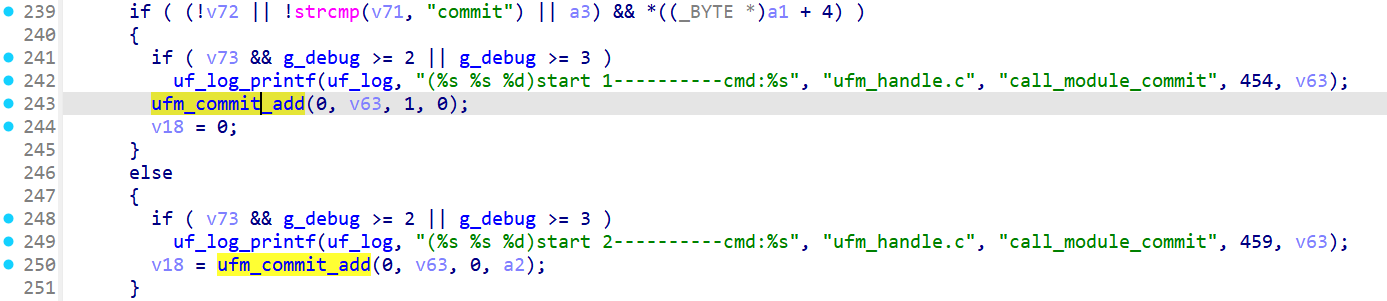 239 if ( (!v72 || !strcmp(v71, "commit") || a3) && *((_BYTE *)a1 + 4) )
240 {
241 if ( v73 && g_debug >= 2 || g_debug >= 3 )
242 uf_log_printf(uf_log, "(%s %s %d)start 1----------cmd:%s", "ufm_handle.c", "call_module_commit", 454, v63);
243 ufm_commit_add(0, v63, 1, 0);
244 v18 = 0;
245 }
246 else
247 {
248 if ( v73 && g_debug >= 2 || g_debug >= 3 )
249 uf_log_printf(uf_log, "(%s %s %d)start 2----------cmd:%s", "ufm_handle.c", "call_module_commit", 459, v63);
250 v18 = ufm_commit_add(0, v63, 0, a2);
251 }